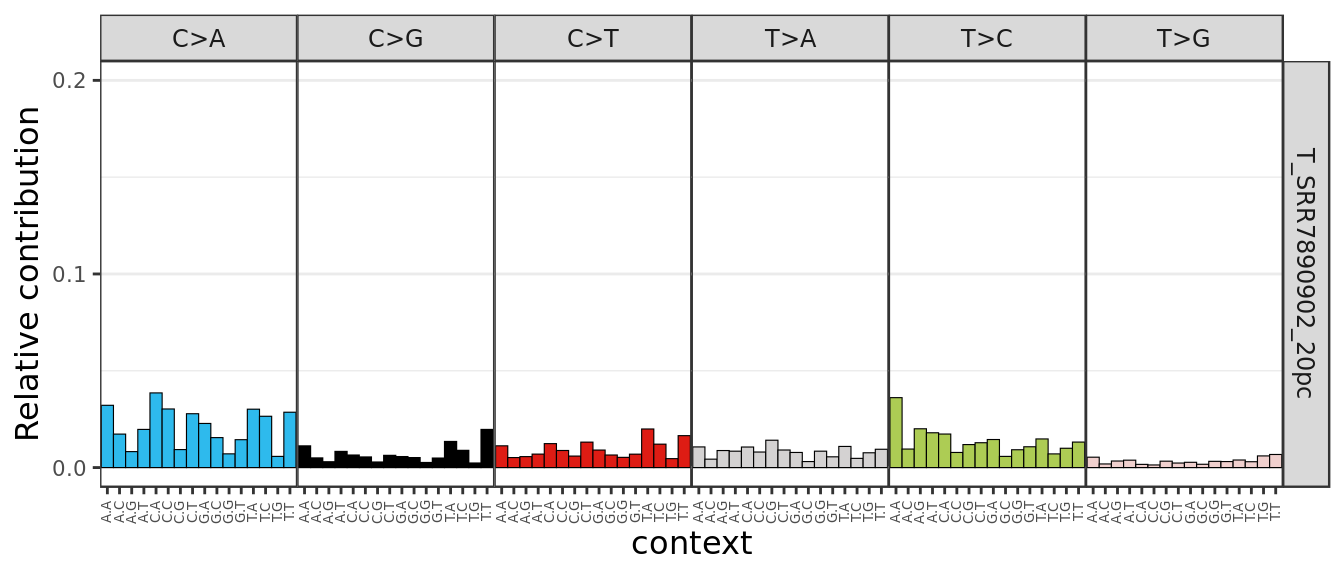 C>A C>G C>T T>A T>C T>G
Relative contribution
0.2
0.1
0.0
T_SRR7890902_20pc
A.A A.C A.G A.T C.A C.C C.G C.T G.A G.C G.G G.T T.A T.C T.G T.T A.A A.C A.G A.T C.A C.C C.G C.T G.A G.C G.G G.T T.A T.C T.G T.T A.A A.C A.G A.T C.A C.C C.G C.T G.A G.C G.G G.T T.A T.C T.G T.T A.A A.C A.G A.T C.A C.C C.G C.T G.A G.C G.G G.T T.A T.C T.G T.T A.A A.C A.G A.T C.A C.C C.G C.T G.A G.C G.G G.T T.A T.C T.G T.T A.A A.C A.G A.T C.A C.C C.G C.T G.A G.C G.G G.T T.A T.C T.G T.T
context